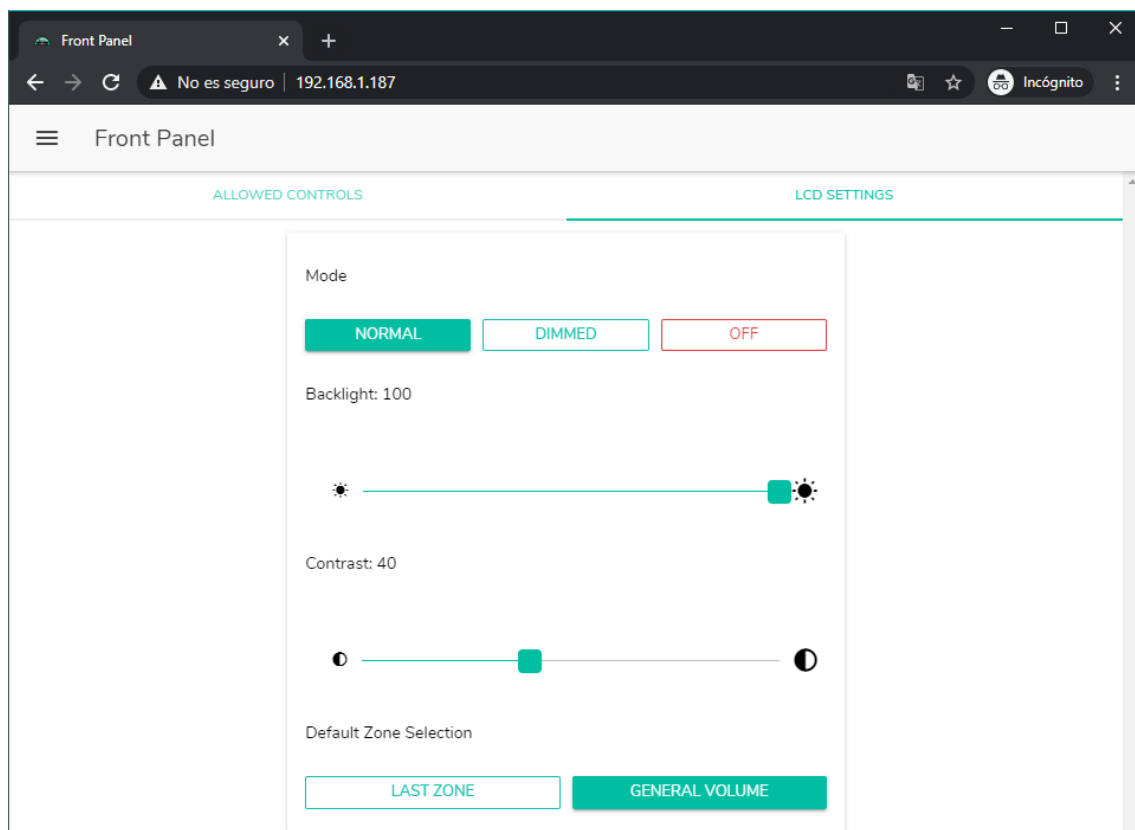 Front Panel
No es seguro 192.168.1.187 Incógnito
Front Panel
ALLOWED CONTROLS LCD SETTINGS
Mode
NORMAL DIMMED OFF
Backlight: 100
Contrast: 40
Default Zone Selection
LAST ZONE GENERAL VOLUME